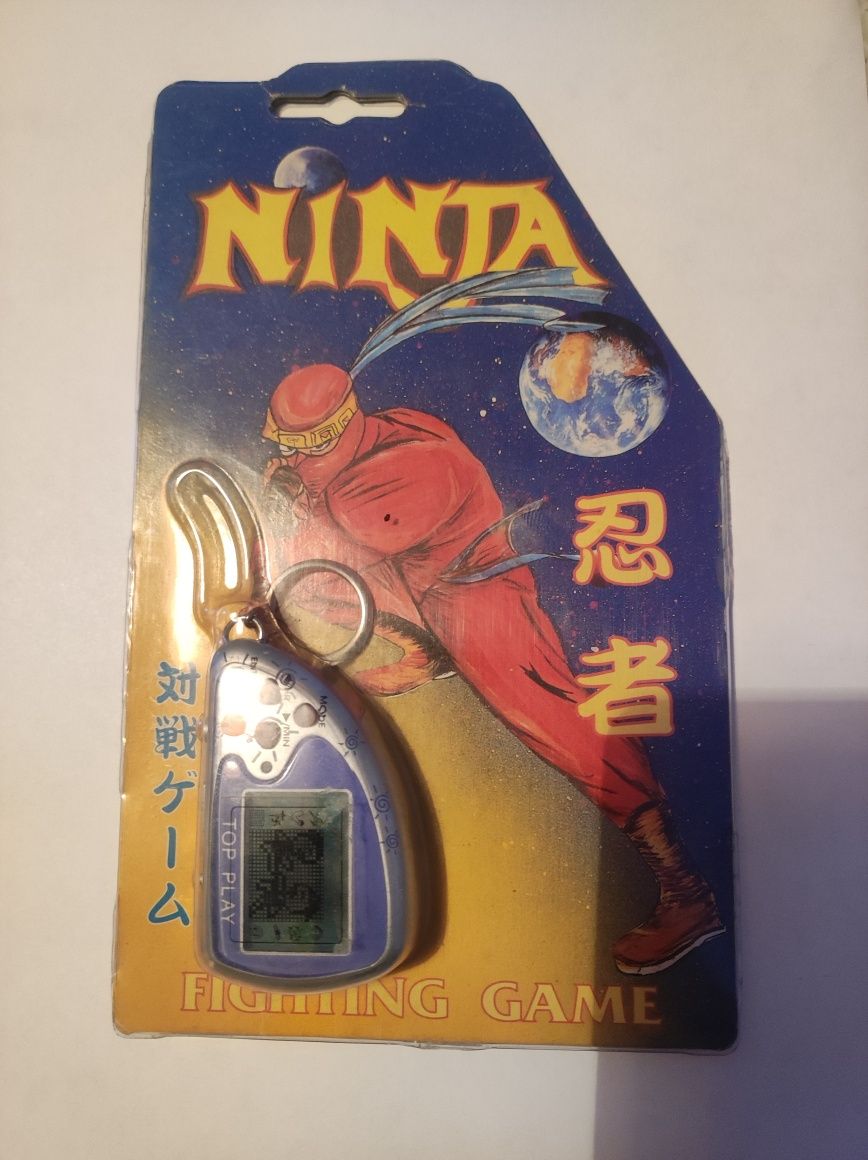 NINJA
忍者
対戦ゲーム
MODE
MIN
TOP PLAY
FIGHTING GAME